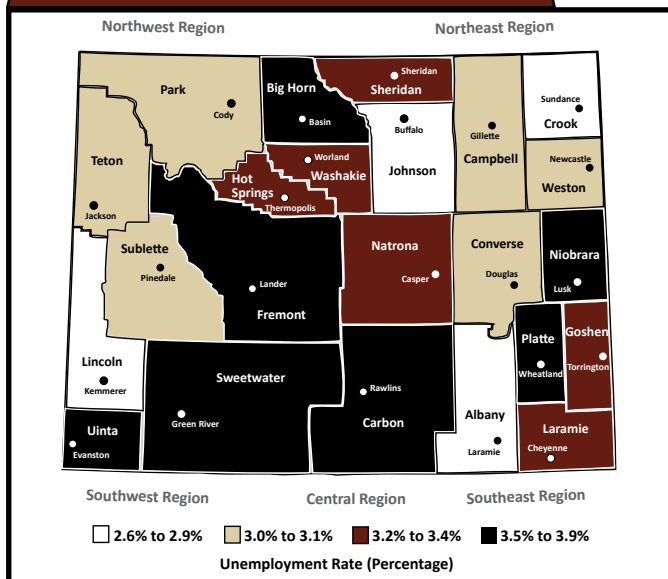 Northwest Region
Northeast Region
Park
Cody
Big Horn
Basin
Sheridan
Sheridan
Buffalo
Johnson
Gillette
Campbell
Sundance
Crook
Newcastle
Weston
Teton
Jackson
Worland
Washakie
Hot
Springs
Thermopolis
Sublette
Pinedale
Lander
Fremont
Natrona
Casper
Converse
Douglas
Niobrara
Lusk
Lincoln
Kemmerer
Sweetwater
Green River
Uinta
Evanston
Rawlins
Carbon
Albany
Laramie
Platte
Wheatland
Goshen
Torrington
Laramie
Cheyenne
Southwest Region
Central Region
Southeast Region
2.6% to 2.9%
3.0% to 3.1%
3.2% to 3.4%
3.5% to 3.9%
Unemployment Rate (Percentage)